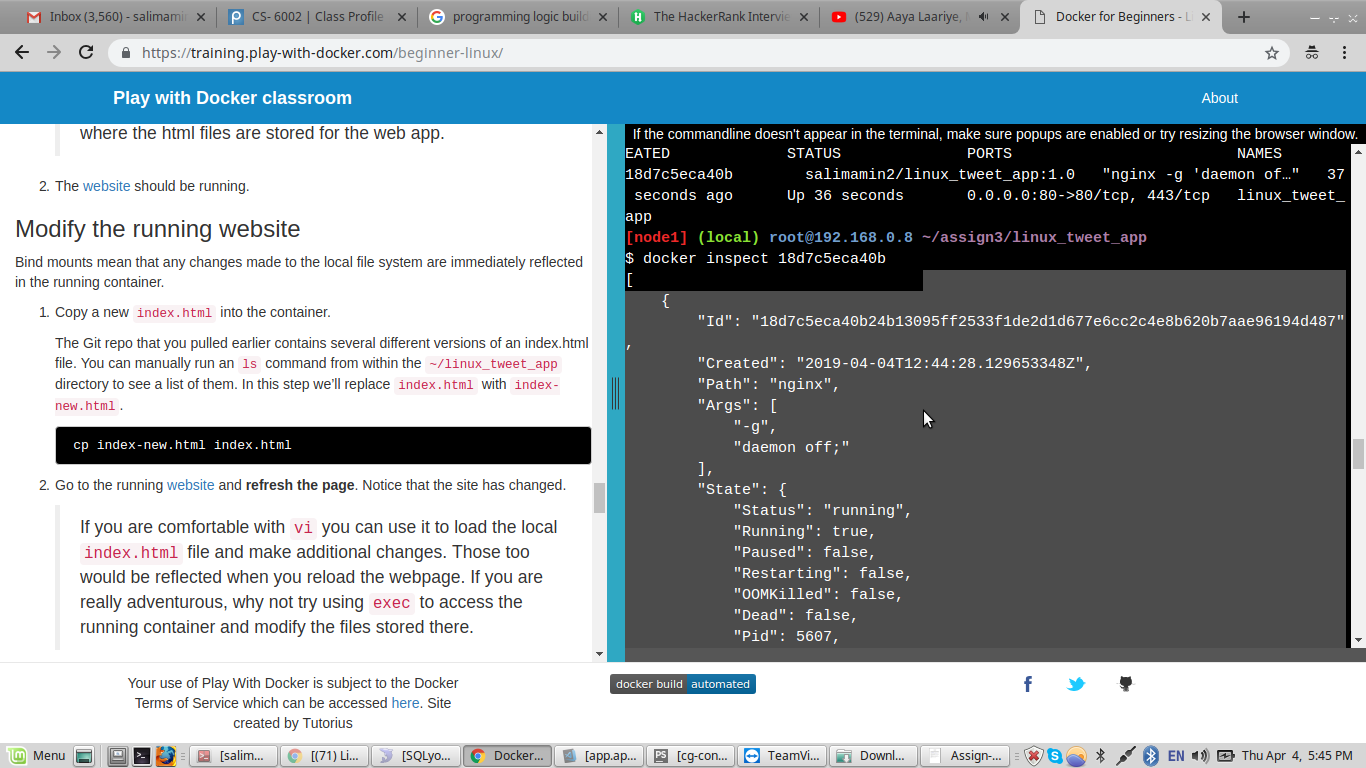 Inbox (3,560) - salimami
CS- 6002 | Class Profile
programming logic build
The HackerRank Intervie
(529) Aaya Laariye,
Docker for Beginners - Li
https://training.play-with-docker.com/beginner-linux/
Play with Docker classroom
About
where the html files are stored for the web app.
2. The website should be running.
Modify the running website
Bind mounts mean that any changes made to the local file system are immediately reflected
in the running container.
1. Copy a new index.html into the container.
The Git repo that you pulled earlier contains several different versions of an index.html
file. You can manually run an ls command from within the ~/linux_tweet_app
directory to see a list of them. In this step we'll replace index.html with index-
new.html .
cp index-new.html index.html
2. Go to the running website and refresh the page. Notice that the site has changed.
If you are comfortable with vi you can use it to load the local
index.html file and make additional changes. Those too
would be reflected when you reload the webpage. If you are
really adventurous, why not try using exec to access the
running container and modify the files stored there.
If the commandline doesn't appear in the terminal, make sure popups are enabled or try resizing the browser window.
EATED STATUS PORTS NAMES
18d7c5eca40b salimamin2/linux_tweet_app:1.0 "nginx -g 'daemon of…" 37
seconds ago Up 36 seconds 0.0.0.0:80->80/tcp, 443/tcp linux_tweet_
app
[node1] (local) root@192.168.0.8 ~/assign3/linux_tweet_app
$ docker inspect 18d7c5eca40b
[
{
"Id": "18d7c5eca40b24b13095ff2533f1de2d1d677e6cc2c4e8b620b7aae96194d487"
,
"Created": "2019-04-04T12:44:28.129653348Z",
"Path": "nginx",
"Args": [
"-g",
"daemon off;"
],
"State": {
"Status": "running",
"Running": true,
"Paused": false,
"Restarting": false,
"OOMKilled": false,
"Dead": false,
"Pid": 5607,
Your use of Play With Docker is subject to the Docker
Terms of Service which can be accessed here. Site
created by Tutorius
docker build automated
Menu
[salim...
[(71) Li...
[SQLyo...
Docker...
[app.ap...
[cg-con...
TeamVi...
Downl...
Assign-...
EN
Thu Apr 4, 5:45 PM